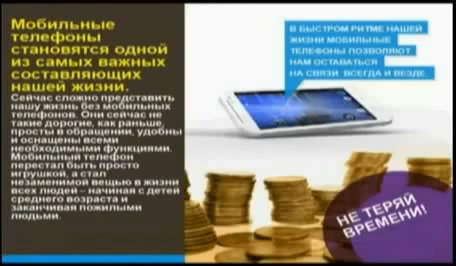 Мобильные
телефоны
становятся одной
из самых важных
составляющих
нашей жизни.
Сейчас сложно представить
нашу жизнь без мобильных
телефонов. Они сейчас не
такие дорогие, как раньше,
просты в обращении, удобны
и оснащены всеми
необходимыми функциями.
Мобильный телефон
перестал быть просто
игрушкой, а стал
незаменимой вещью в жизни
всех людей – начиная с детей
среднего возраста и
заканчивая пожилыми
людьми.
В БЫСТРОМ РИТМЕ НАШЕЙ
ЖИЗНИ МОБИЛЬНЫЕ
ТЕЛЕФОНЫ ПОЗВОЛЯЮТ
НАМ ОСТАВАТЬСЯ
НА СВЯЗИ ВСЕГДА И ВЕЗДЕ.
НЕ ТЕРЯЙ
ВРЕМЕНИ!